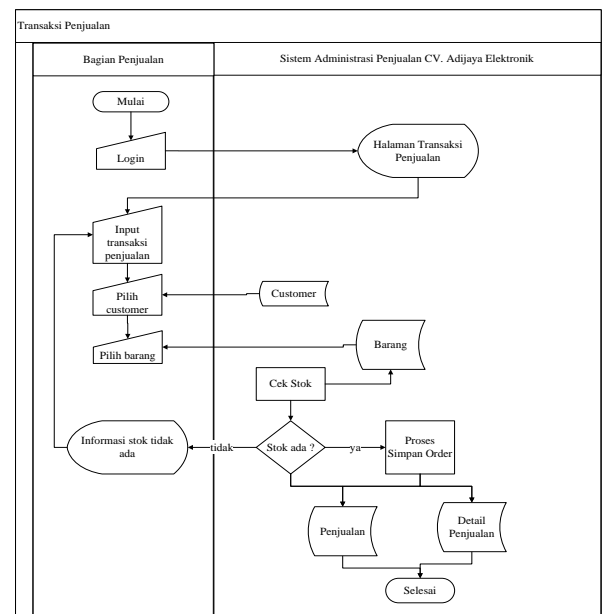 Transaksi Penjualan
Bagian Penjualan
Sistem Administrasi Penjualan CV. Adijaya Elektronik
Mulai
Login
Halaman Transaksi
Penjualan
Input
transaksi
penjualan
Pilih
customer
Customer
Pilih barang
Barang
Cek Stok
Informasi stok tidak
ada
tidak
Stok ada ?
ya
Proses
Simpan Order
Penjualan
Detail
Penjualan
Selesai